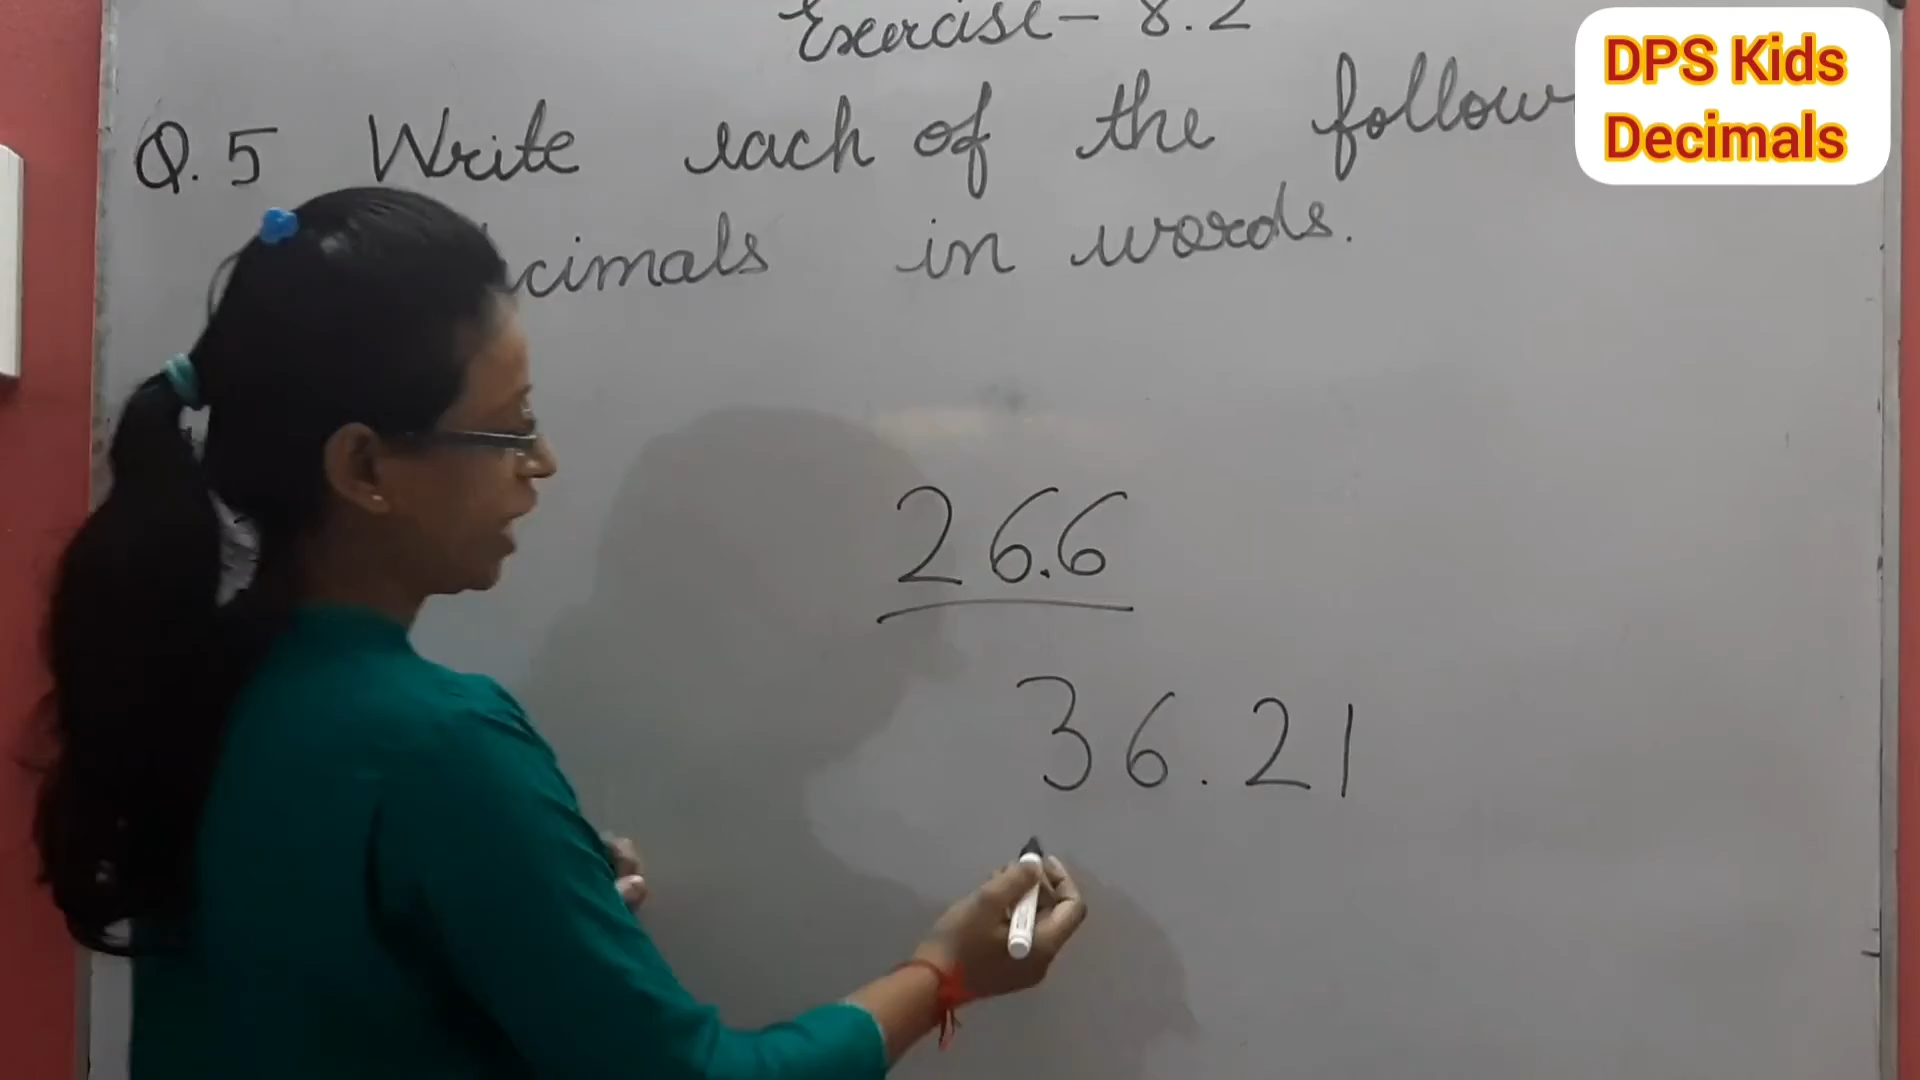 Exercise - 8.2
DPS Kids
Decimals
Q.5 Write each of the follow
cimals in words.
26.6
36.21